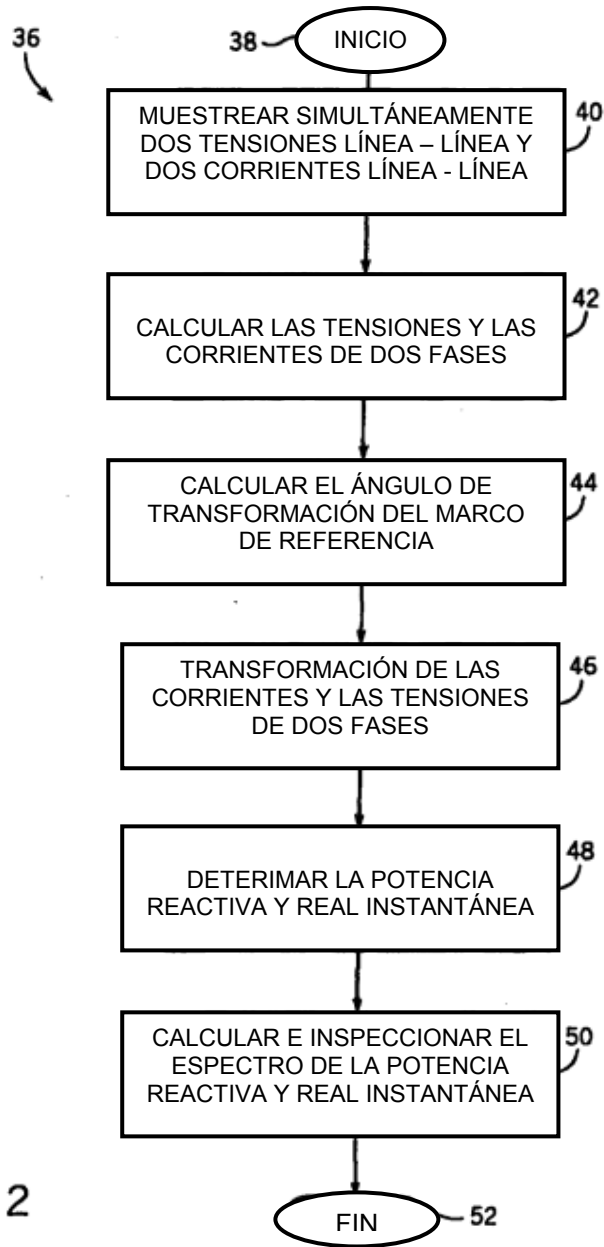 36
38
INICIO
MUESTREAR SIMULTÁNEAMENTE
DOS TENSIONES LÍNEA – LÍNEA Y
DOS CORRIENTES LÍNEA - LÍNEA
40
CALCULAR LAS TENSIONES Y LAS
CORRIENTES DE DOS FASES
42
CALCULAR EL ÁNGULO DE
TRANSFORMACIÓN DEL MARCO
DE REFERENCIA
44
TRANSFORMACIÓN DE LAS
CORRIENTES Y LAS TENSIONES
DE DOS FASES
46
DETERIMAR LA POTENCIA
REACTIVA Y REAL INSTANTÁNEA
48
CALCULAR E INSPECCIONAR EL
ESPECTRO DE LA POTENCIA
REACTIVA Y REAL INSTANTÁNEA
50
2
FIN
52